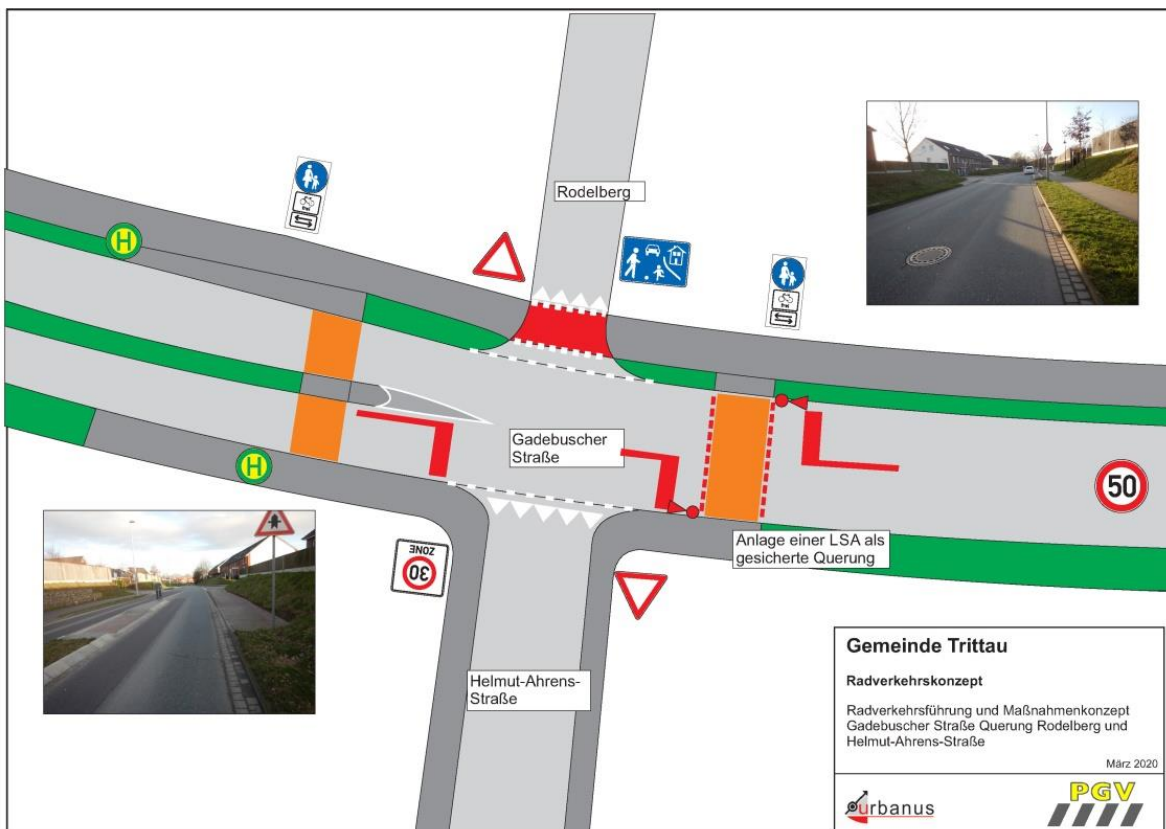 Rodelberg
H
Gadebuscher
Straße
50
H
Anlage einer LSA als
gesicherte Querung
ZONE
30
Helmut-Ahrens-
Straße
Gemeinde Trittau
Radverkehrskonzept
Radverkehrsführung und Maßnahmenkonzept
Gadebuscher Straße Querung Rodelberg und
Helmut-Ahrens-Straße
März 2020
urbanus
PGV